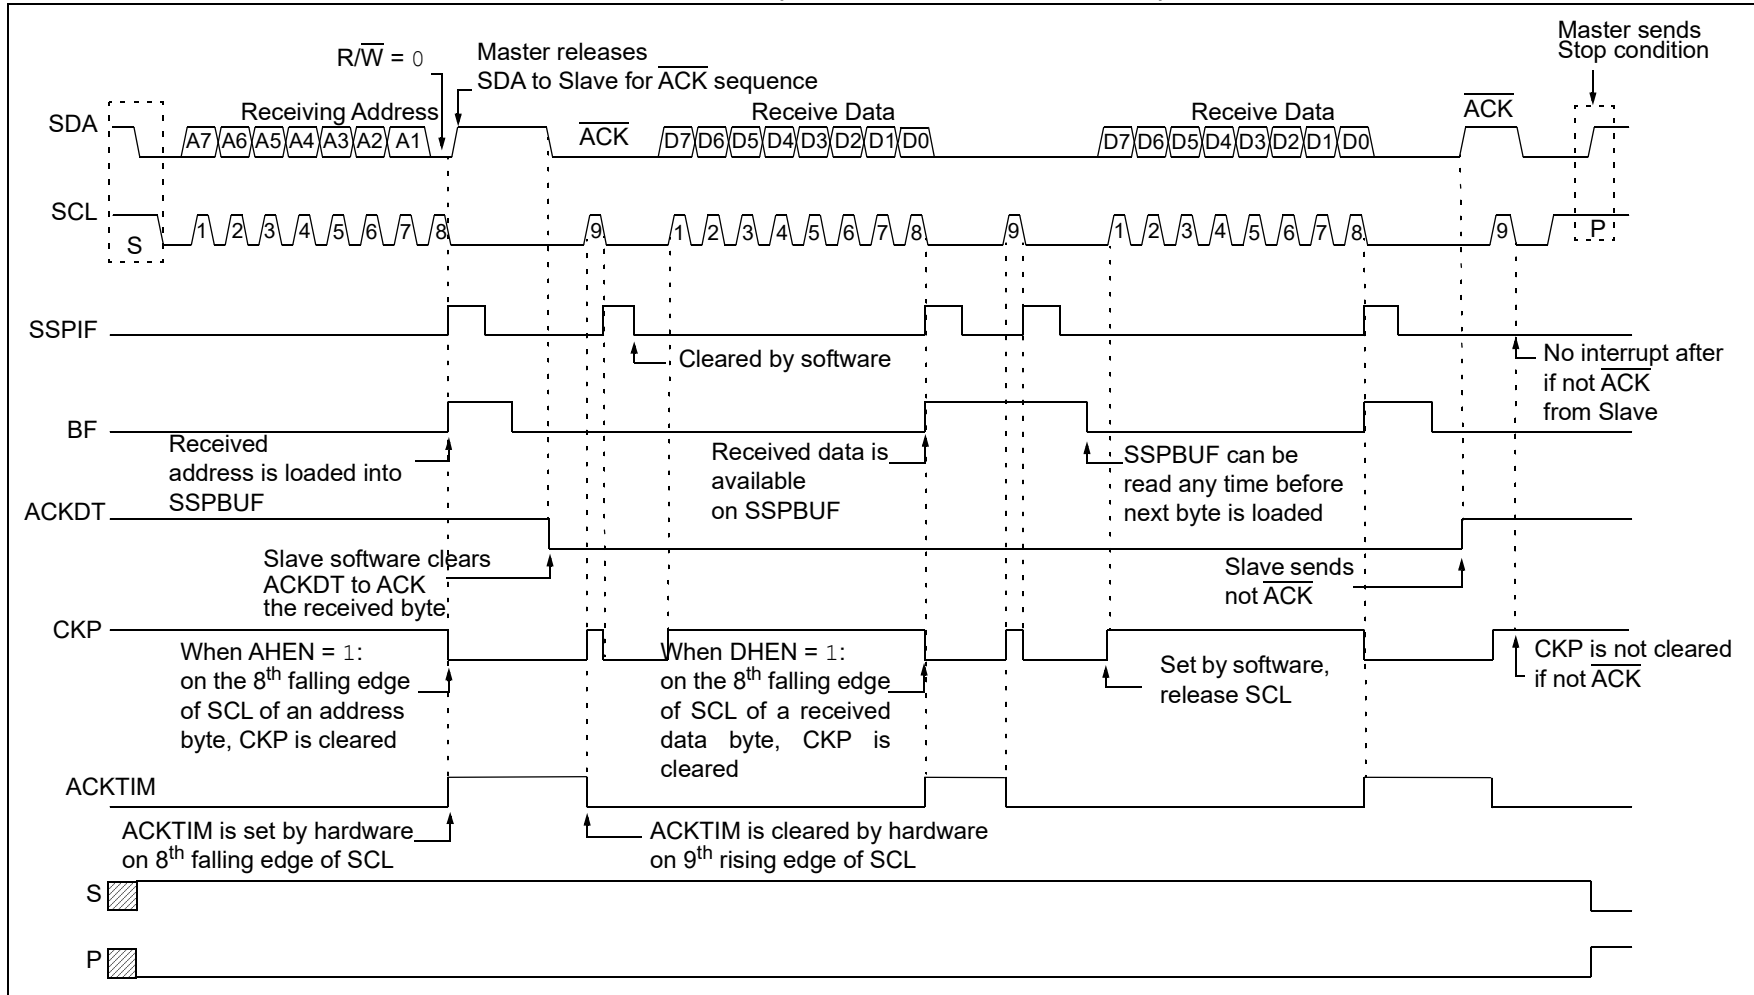 Master sends
Stop condition
R/W̅ = 0
Master releases
SDA to Slave for A̅C̅K̅ sequence
Receiving Address
Receive Data
Receive Data
A̅C̅K̅
SDA
A7 A6 A5 A4 A3 A2 A1
A̅C̅K̅
D7 D6 D5 D4 D3 D2 D1 D0
D7 D6 D5 D4 D3 D2 D1 D0
SCL
S
1 2 3 4 5 6 7 8 9
1 2 3 4 5 6 7 8 9
1 2 3 4 5 6 7 8 9
P
SSPIF
Cleared by software
No interrupt after
if not A̅C̅K̅
from Slave
BF
Received
address is loaded into
SSPBUF
Received data is
available
on SSPBUF
SSPBUF can be
read any time before
next byte is loaded
ACKDT
Slave software clears
ACKDT to ACK
the received byte
Slave sends
not A̅C̅K̅
CKP
When AHEN = 1:
on the 8th falling edge
of SCL of an address
byte, CKP is cleared
When DHEN = 1:
on the 8th falling edge
of SCL of a received
data byte, CKP is
cleared
Set by software,
release SCL
CKP is not cleared
if not A̅C̅K̅
ACKTIM
ACKTIM is set by hardware
on 8th falling edge of SCL
ACKTIM is cleared by hardware
on 9th rising edge of SCL
S
P